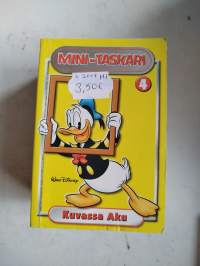 MINI-TASKARI
3,50€
4
Walt Disney
Kuvassa Aku